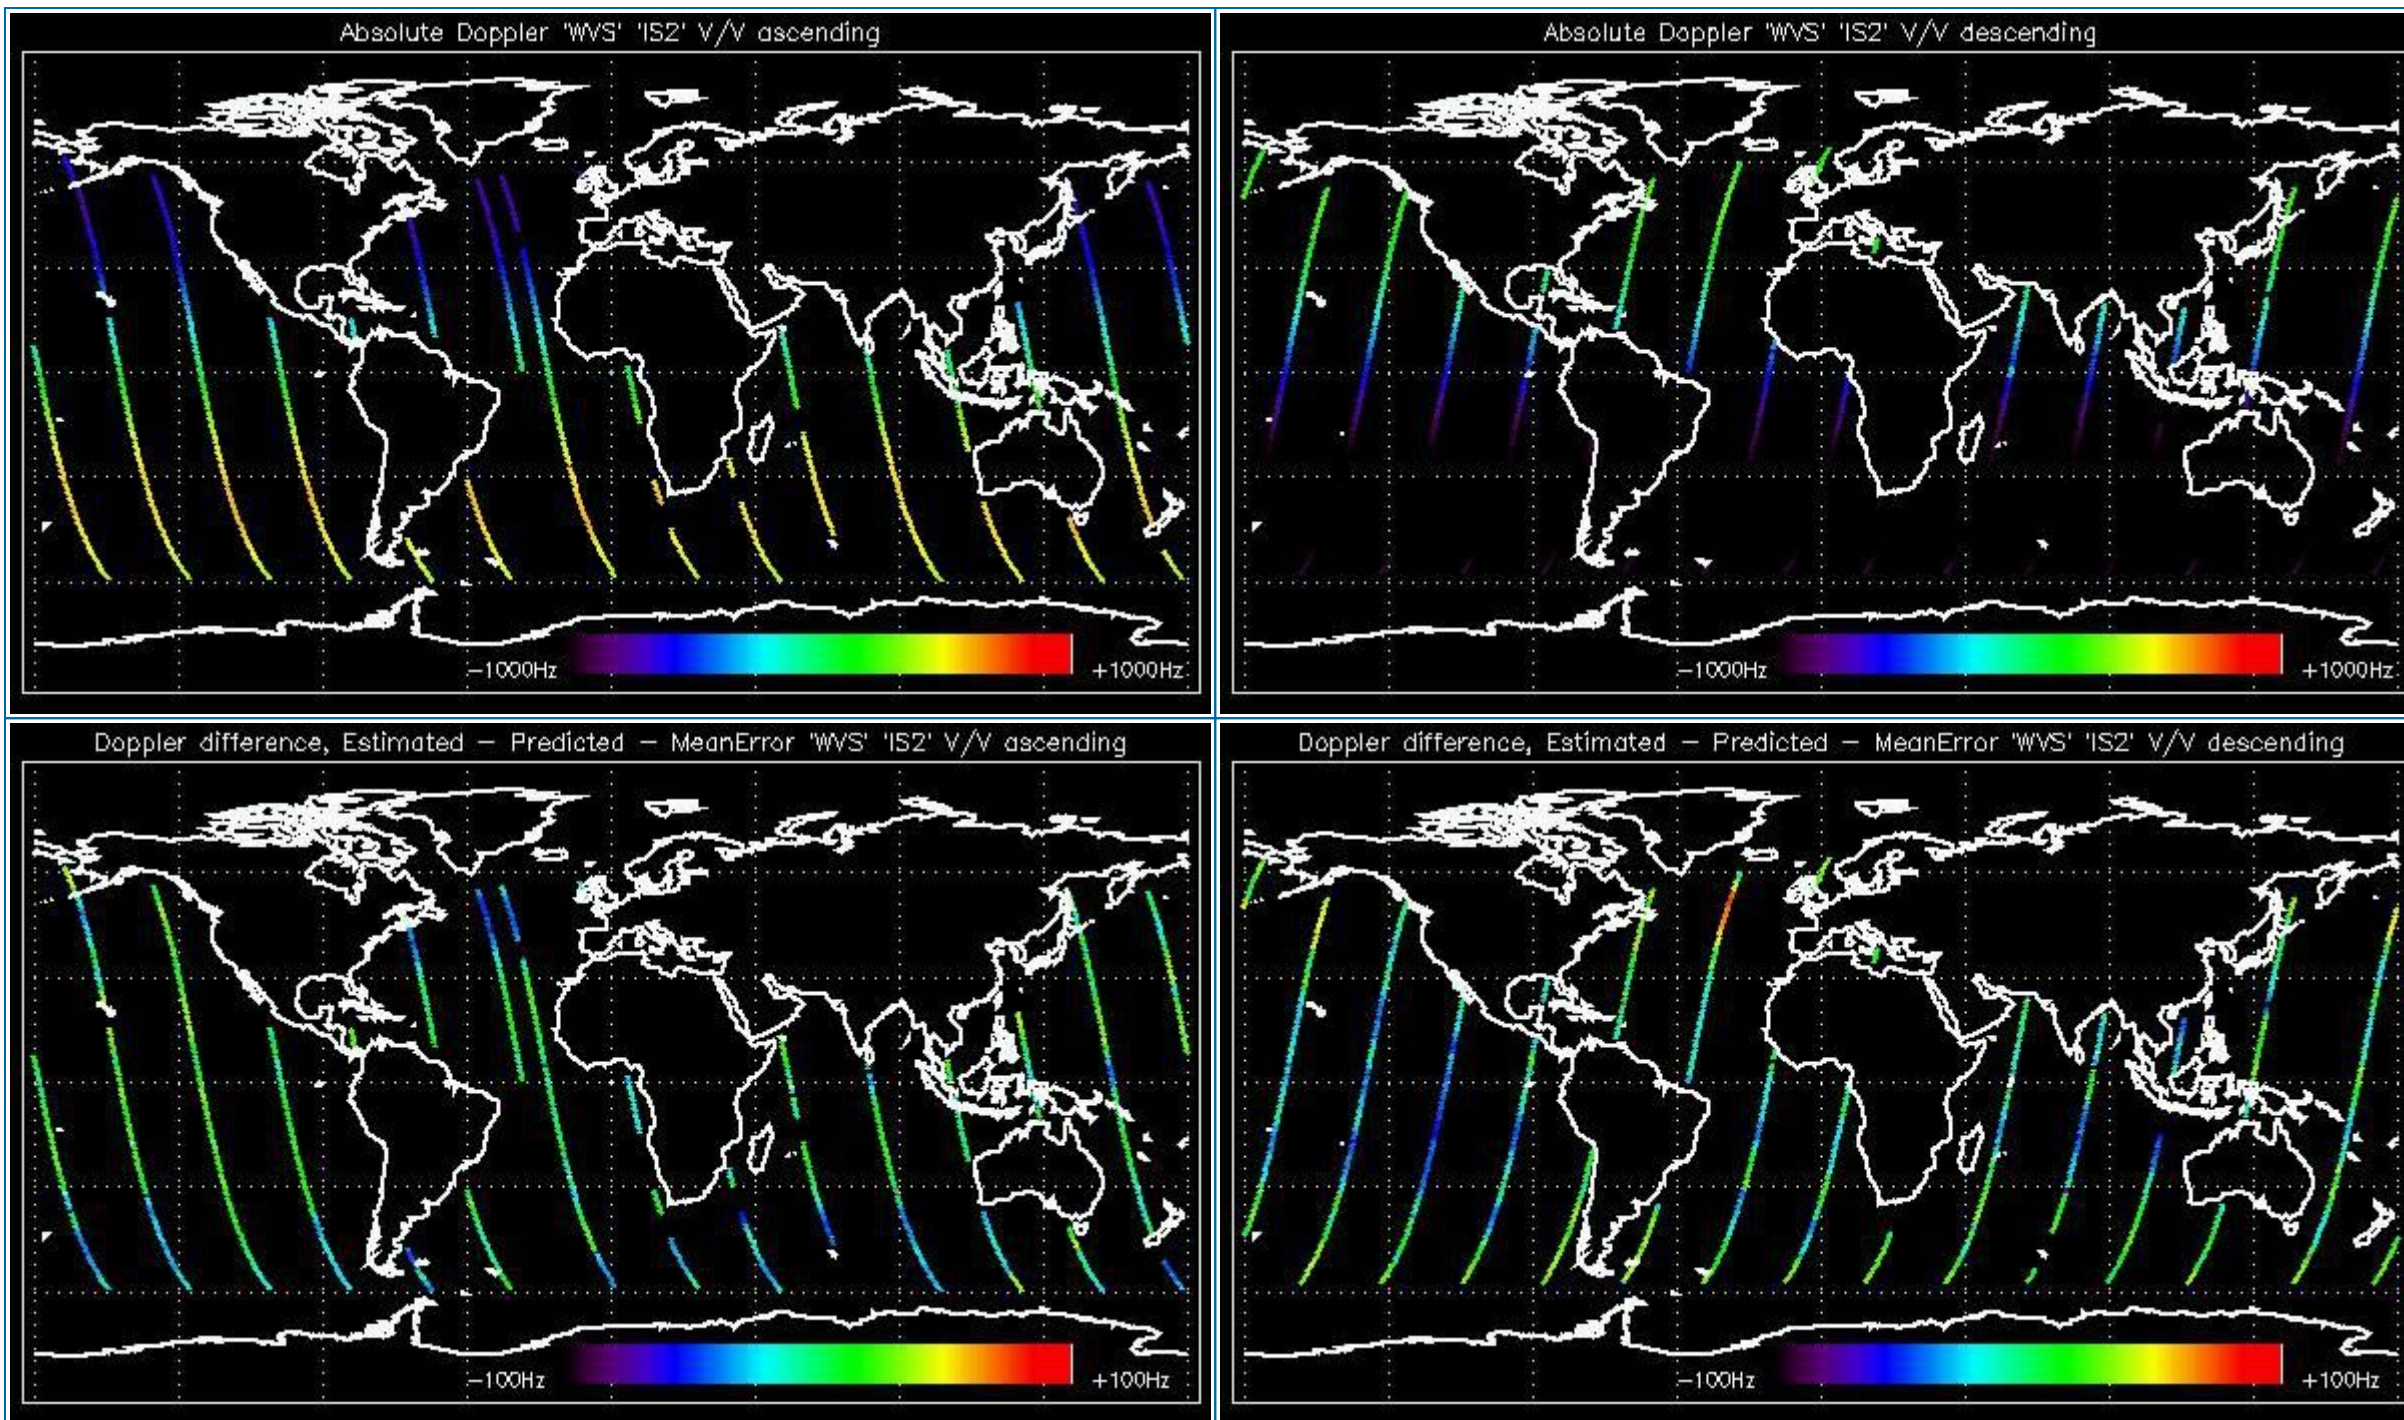 Absolute Doppler 'WVS' 'IS2' V/V ascending
−1000Hz
+1000Hz
Absolute Doppler 'WVS' 'IS2' V/V descending
−1000Hz
+1000Hz
Doppler difference, Estimated − Predicted − MeanError 'WVS' 'IS2' V/V ascending
−100Hz
+100Hz
Doppler difference, Estimated − Predicted − MeanError 'WVS' 'IS2' V/V descending
−100Hz
+100Hz